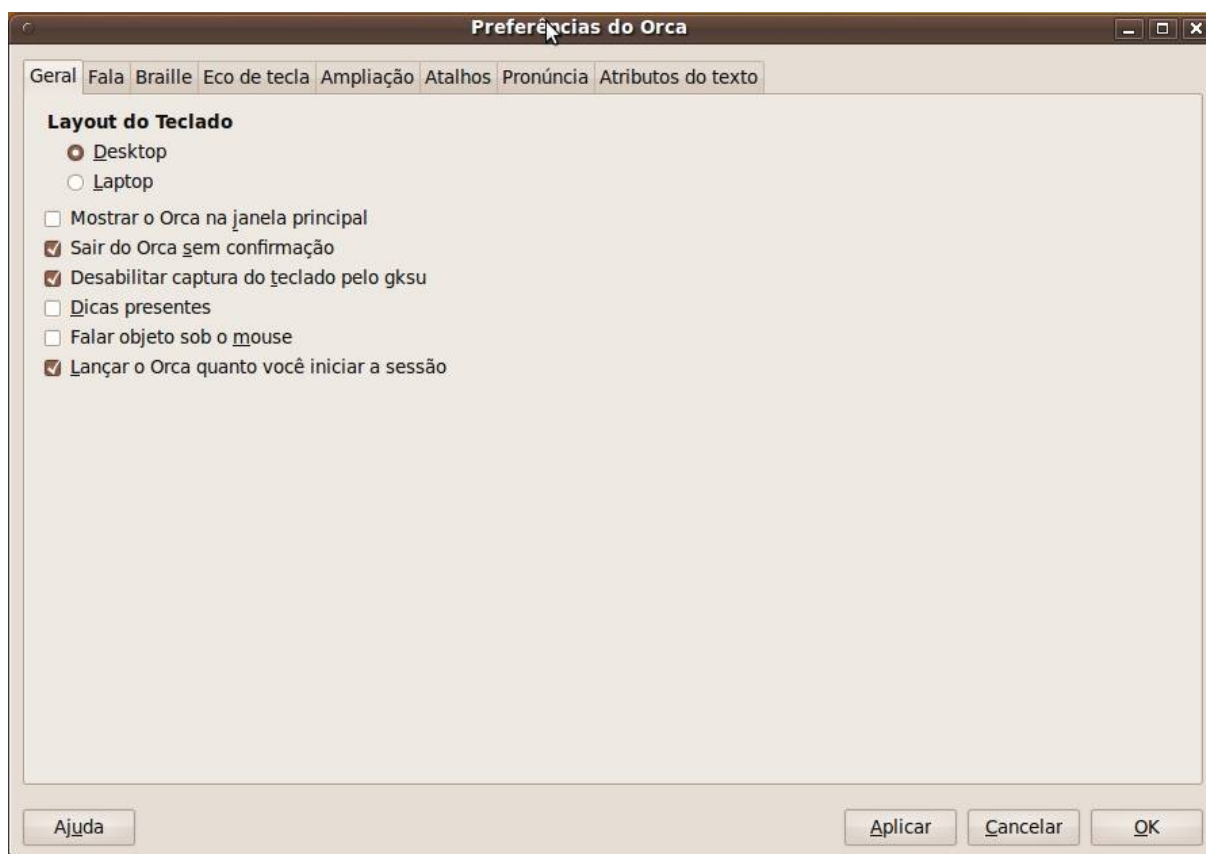 Preferências do Orca
Geral Fala Braille Eco de tecla Ampliação Atalhos Pronúncia Atributos do texto
Layout do Teclado
Desktop
Laptop
Mostrar o Orca na janela principal
Sair do Orca sem confirmação
Desabilitar captura do teclado pelo gksu
Dicas presentes
Falar objeto sob o mouse
Lançar o Orca quanto você iniciar a sessão
Ajuda Aplicar Cancelar OK